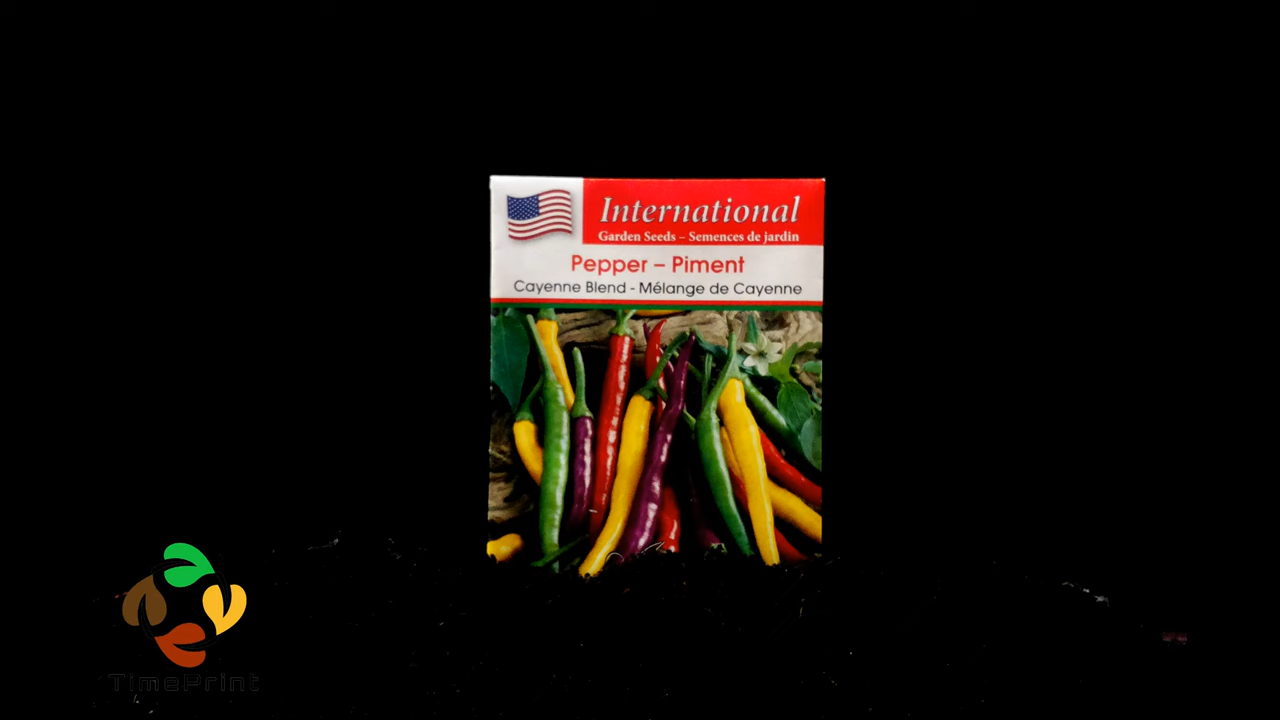 International
Garden Seeds – Semences de jardin
Pepper – Piment
Cayenne Blend - Mélange de Cayenne
TimePrint